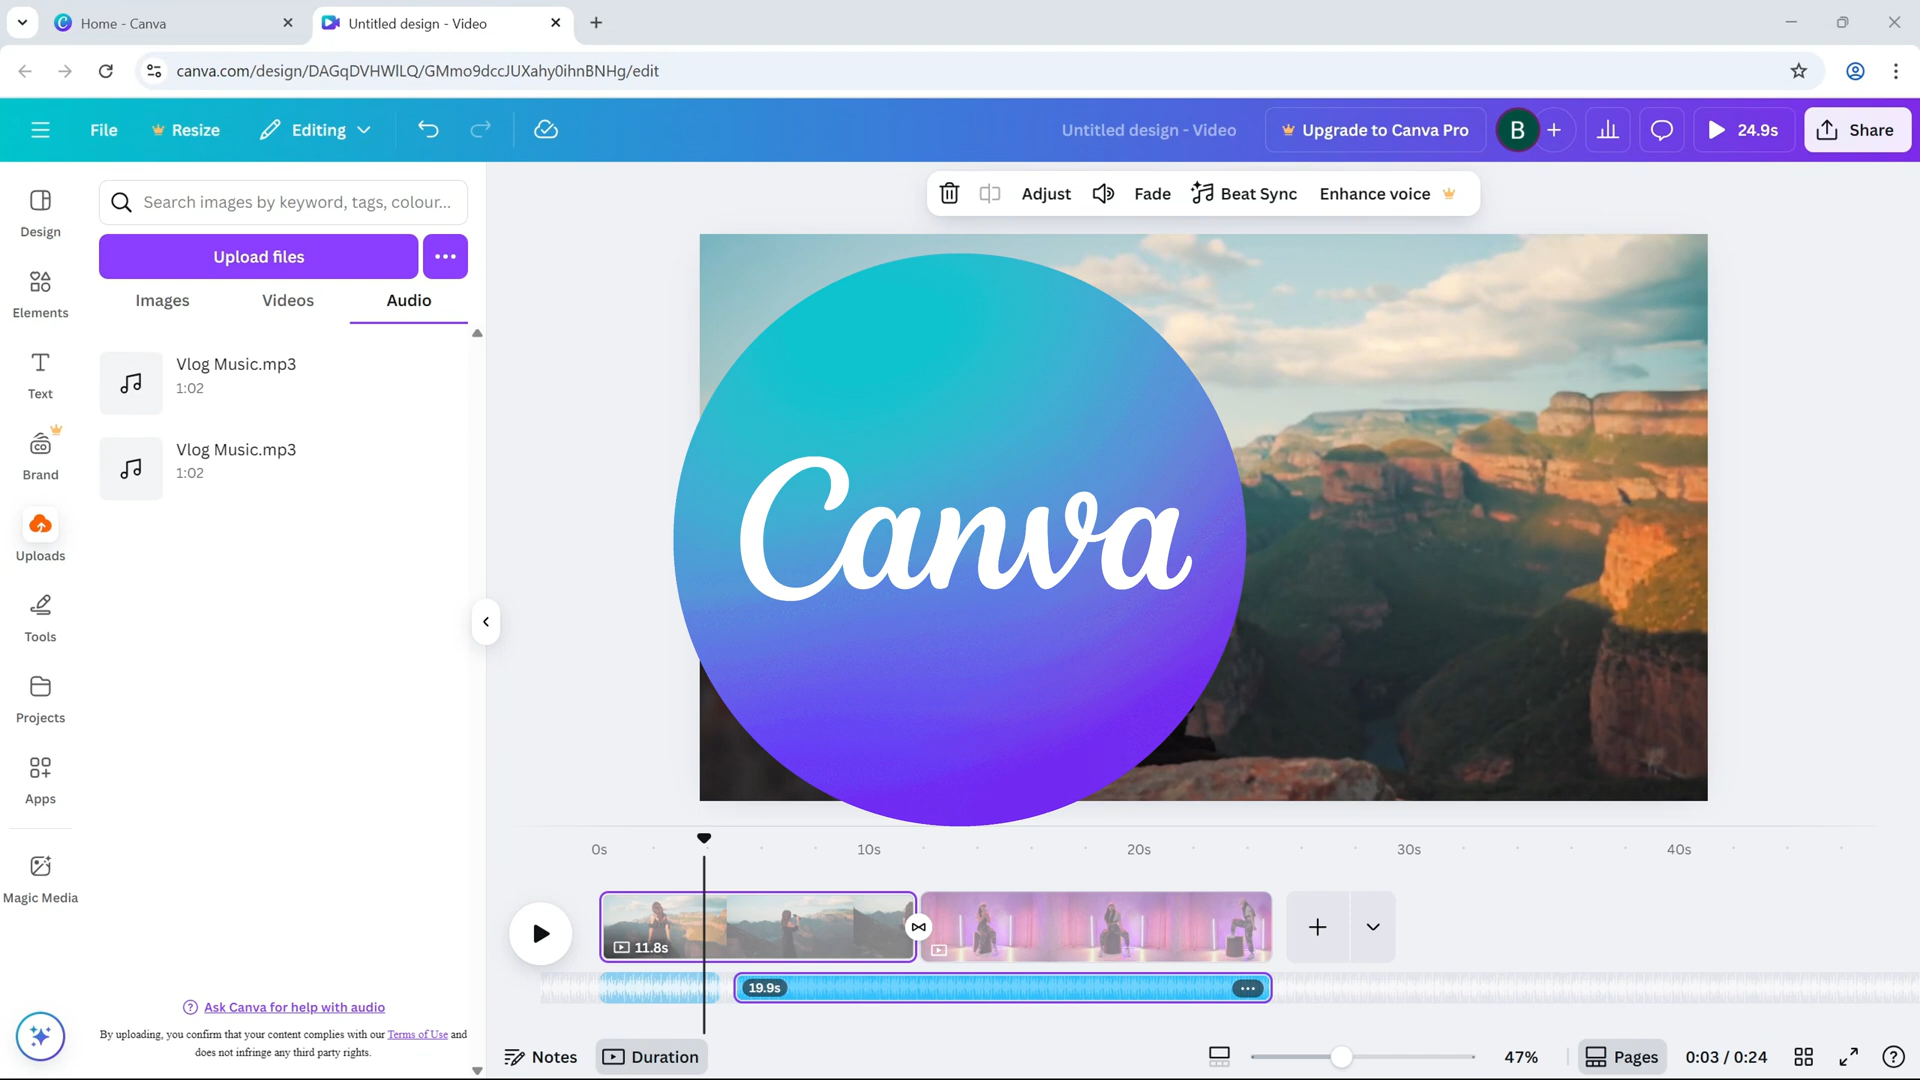 Home - Canva
Untitled design - Video
canva.com/design/DAGqDVHWlLQ/GMmo9dccJUXahy0ihnBNHg/edit
File
Resize
Editing
Untitled design - Video
Upgrade to Canva Pro
B
24.9s
Share
Design
Elements
Text
Brand
Uploads
Tools
Projects
Apps
Magic Media
Search images by keyword, tags, colour...
Upload files
Images
Videos
Audio
Vlog Music.mp3
1:02
Vlog Music.mp3
1:02
Ask Canva for help with audio
By uploading, you confirm that your content complies with our Terms of Use and
does not infringe any third party rights.
Adjust
Fade
Beat Sync
Enhance voice
Canva
0s
10s
20s
30s
40s
11.8s
19.9s
Notes
Duration
47%
Pages
0:03 / 0:24